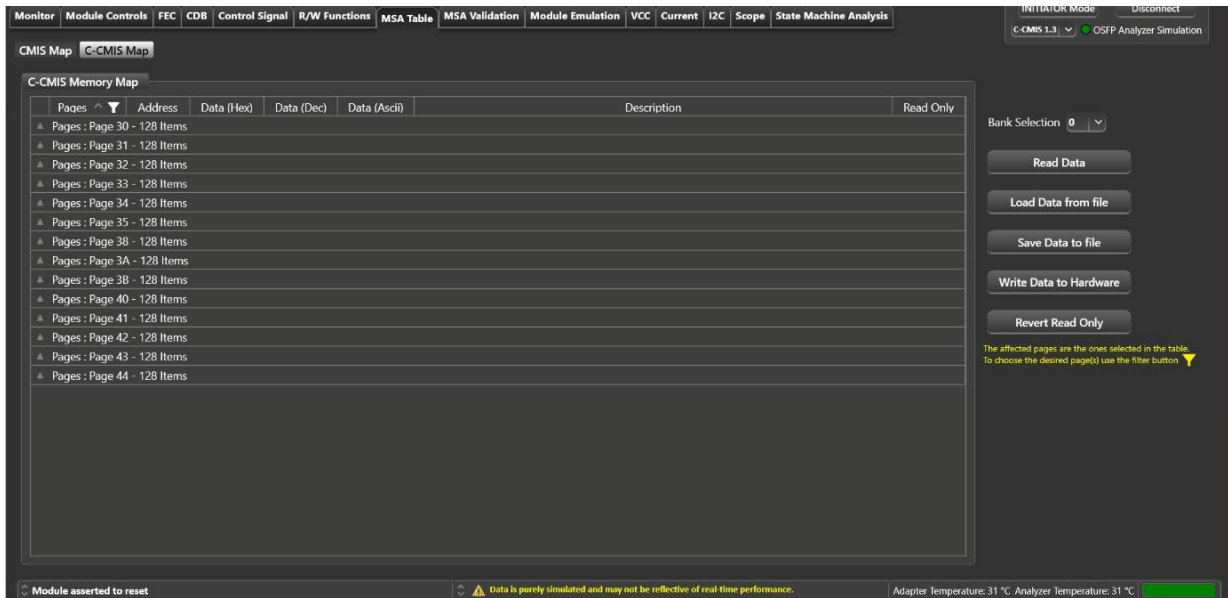 Monitor Module Controls FEC CDB Control Signal R/W Functions MSA Table MSA Validation Module Emulation VCC Current I2C Scope State Machine Analysis
INITIATOR Mode Disconnect
C-CMIS 1.3 OSFP Analyzer Simulation
CMIS Map C-CMIS Map
C-CMIS Memory Map
Pages Address Data (Hex) Data (Dec) Data (Ascii) Description Read Only
Pages : Page 30 - 128 Items
Pages : Page 31 - 128 Items
Pages : Page 32 - 128 Items
Pages : Page 33 - 128 Items
Pages : Page 34 - 128 Items
Pages : Page 35 - 128 Items
Pages : Page 38 - 128 Items
Pages : Page 3A - 128 Items
Pages : Page 3B - 128 Items
Pages : Page 40 - 128 Items
Pages : Page 41 - 128 Items
Pages : Page 42 - 128 Items
Pages : Page 43 - 128 Items
Pages : Page 44 - 128 Items
Bank Selection 0
Read Data
Load Data from file
Save Data to file
Write Data to Hardware
Revert Read Only
The affected pages are the ones selected in the table.
To choose the desired page(s) use the filter button
Module asserted to reset
Data is purely simulated and may not be reflective of real-time performance.
Adapter Temperature: 31 °C Analyzer Temperature: 31 °C